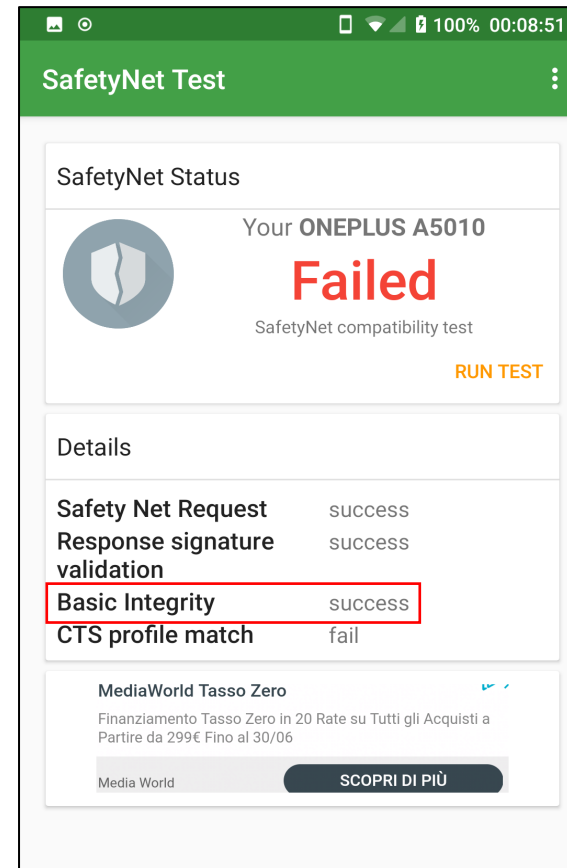 100% 00:08:51
SafetyNet Test
SafetyNet Status
Your ONEPLUS A5010
Failed
SafetyNet compatibility test
RUN TEST
Details
Safety Net Request success
Response signature success
validation
Basic Integrity success
CTS profile match fail
MediaWorld Tasso Zero
Finanziamento Tasso Zero in 20 Rate su Tutti gli Acquisti a
Partire da 299€ Fino al 30/06
Media World SCOPRI DI PIÙ